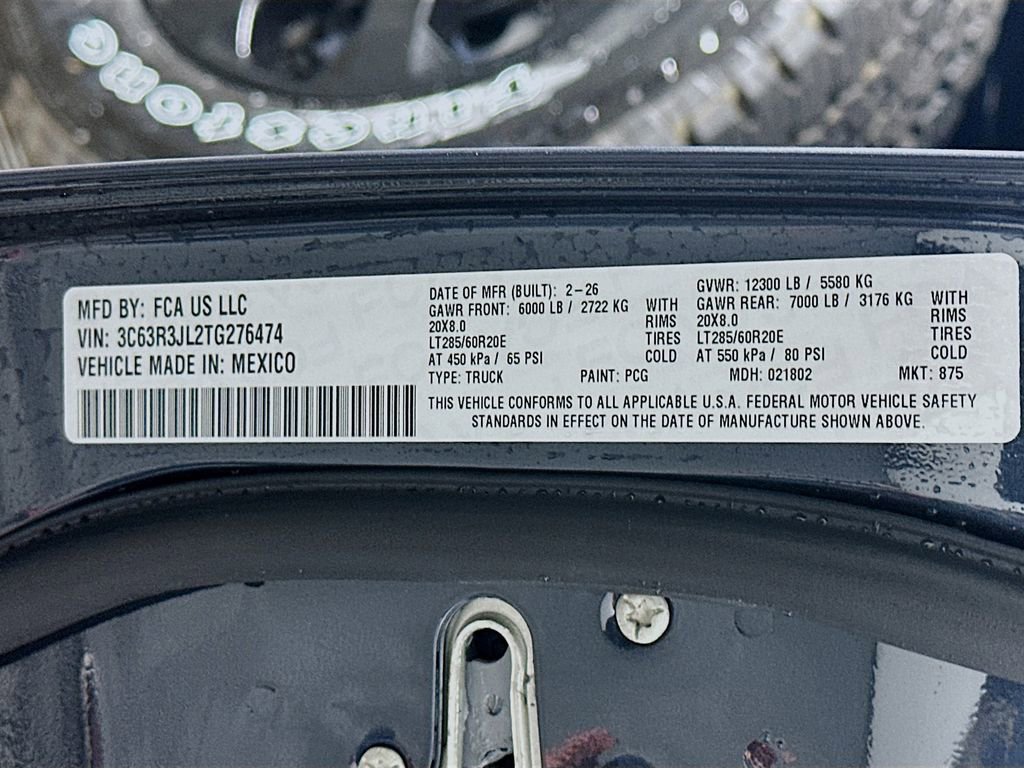 MFD BY: FCA US LLC
VIN: 3C63R3JL2TG276474
VEHICLE MADE IN: MEXICO
DATE OF MFR (BUILT): 2-26
GAWR FRONT: 6000 LB / 2722 KG WITH
20X8.0 RIMS
LT285/60R20E TIRES
AT 450 kPa / 65 PSI COLD
GVWR: 12300 LB / 5580 KG
GAWR REAR: 7000 LB / 3176 KG WITH
20X8.0 RIMS
LT285/60R20E TIRES
AT 550 kPa / 80 PSI COLD
TYPE: TRUCK PAINT: PCG MDH: 021802 MKT: 875
THIS VEHICLE CONFORMS TO ALL APPLICABLE U.S.A. FEDERAL MOTOR VEHICLE SAFETY
STANDARDS IN EFFECT ON THE DATE OF MANUFACTURE SHOWN ABOVE.